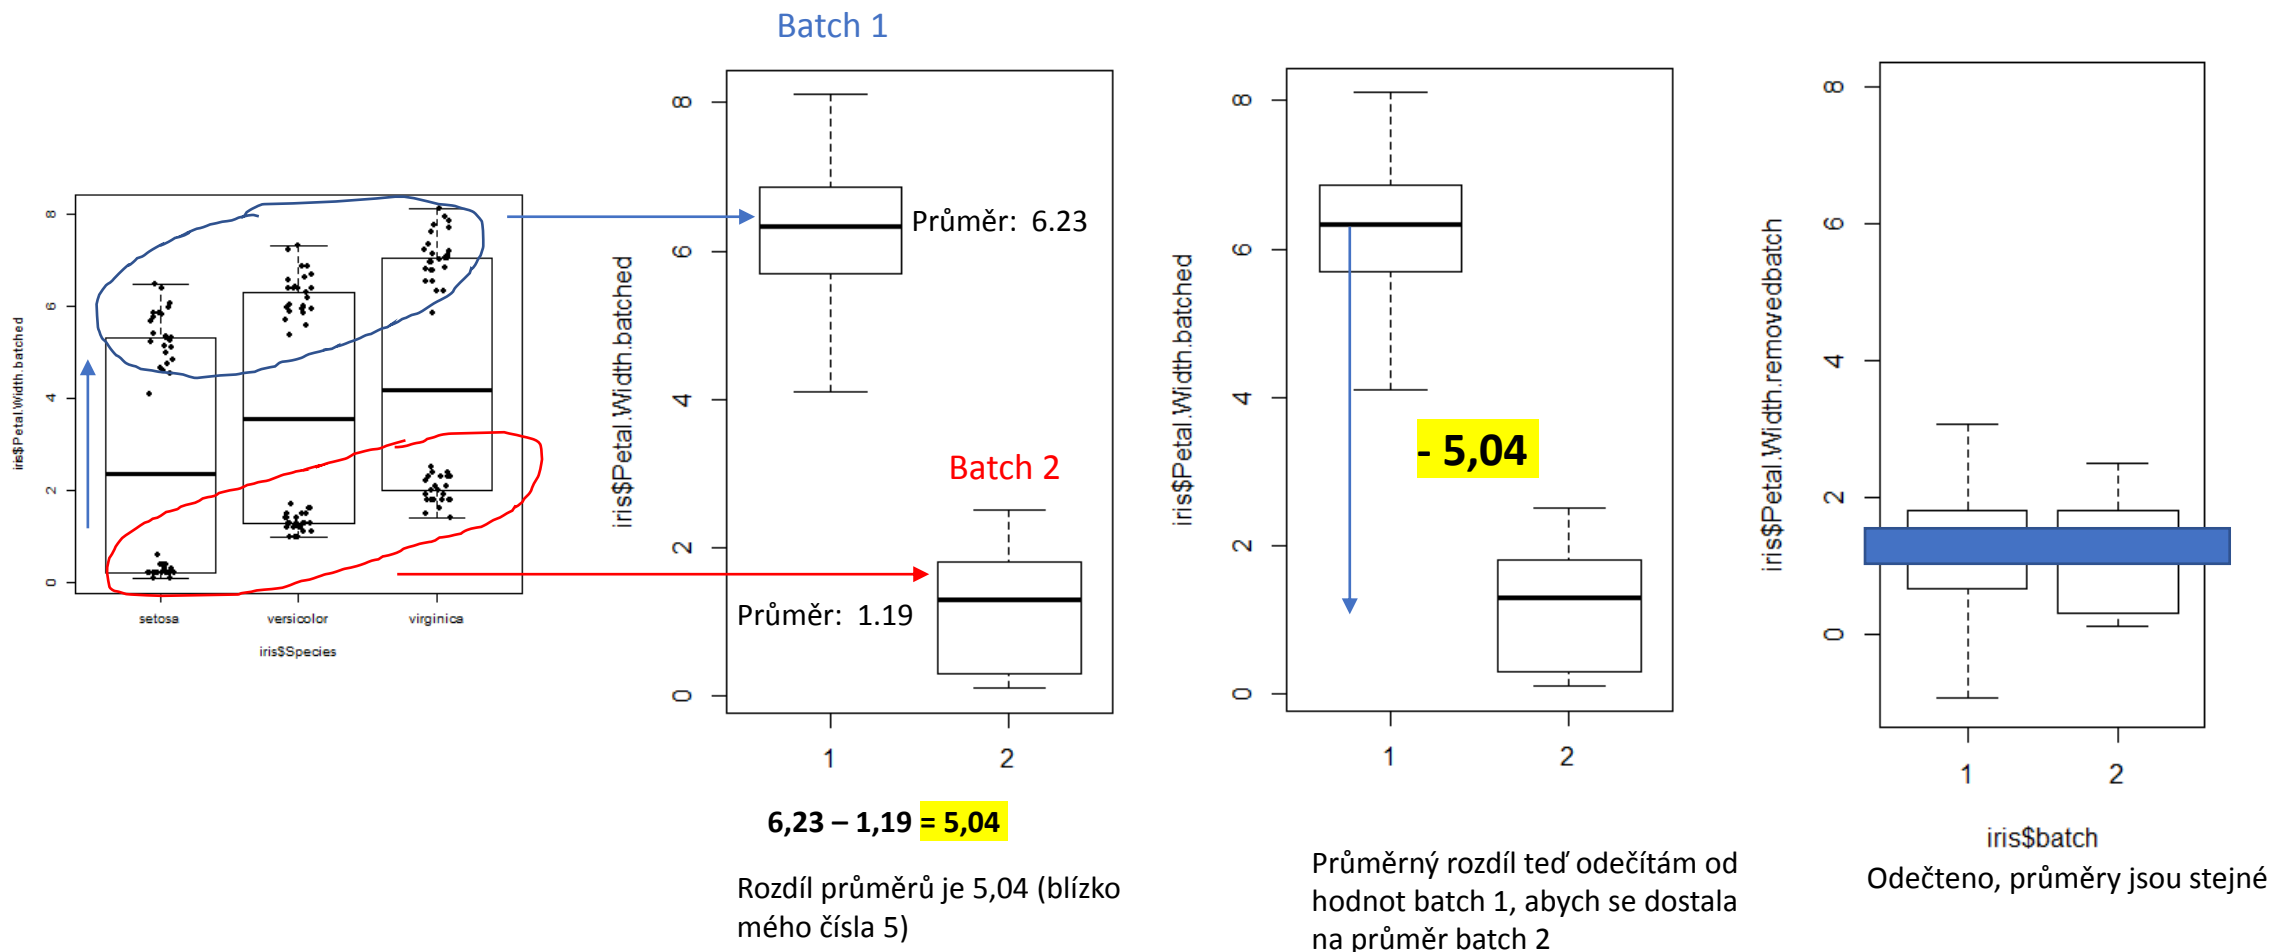 Batch 1
iris$Petal.Width.batched
8
6
4
2
0
setosa
versicolor
virginica
iris$Species
iris$Petal.Width.batched
8
6
4
2
0
Průměr:  6.23
Batch 2
Průměr:  1.19
1
2
6,23 – 1,19 = 5,04
Rozdíl průměrů je 5,04 (blízko
mého čísla 5)
iris$Petal.Width.batched
8
6
4
2
0
- 5,04
1
2
Průměrný rozdíl teď odečítám od
hodnot batch 1, abych se dostala
na průměr batch 2
iris$Petal.Width.removedbatch
8
6
4
2
0
1
2
iris$batch
Odečteno, průměry jsou stejné